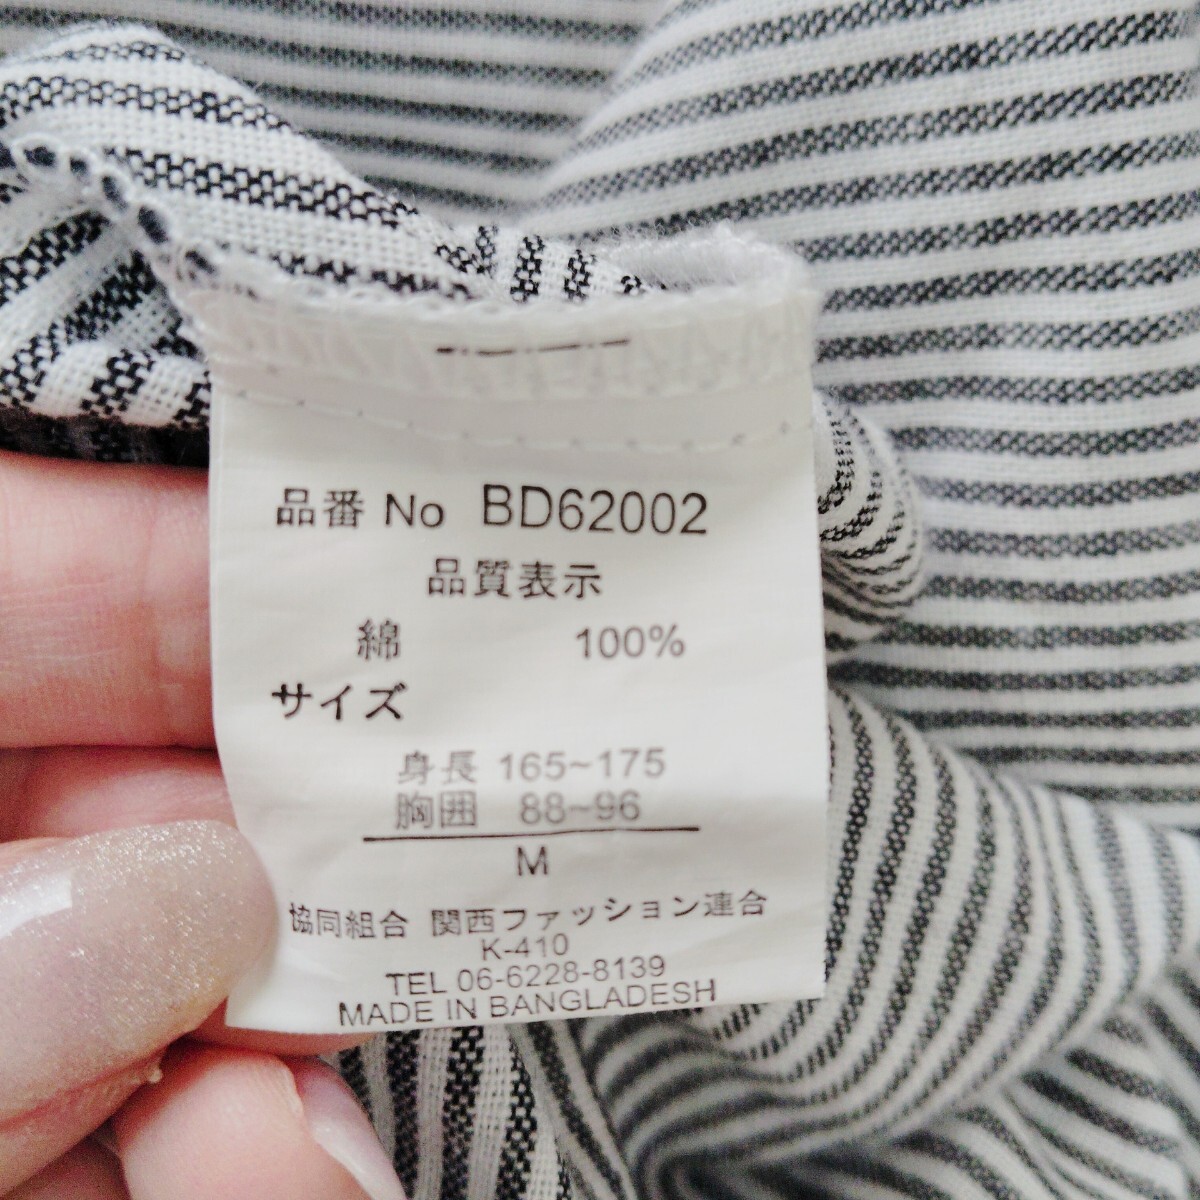 品番 No BD62002
品質表示
綿 100%
サイズ
身長 165~175
胸囲 88~96
M
協同組合 関西ファッション連合
K-410
TEL 06-6228-8139
MADE IN BANGLADESH